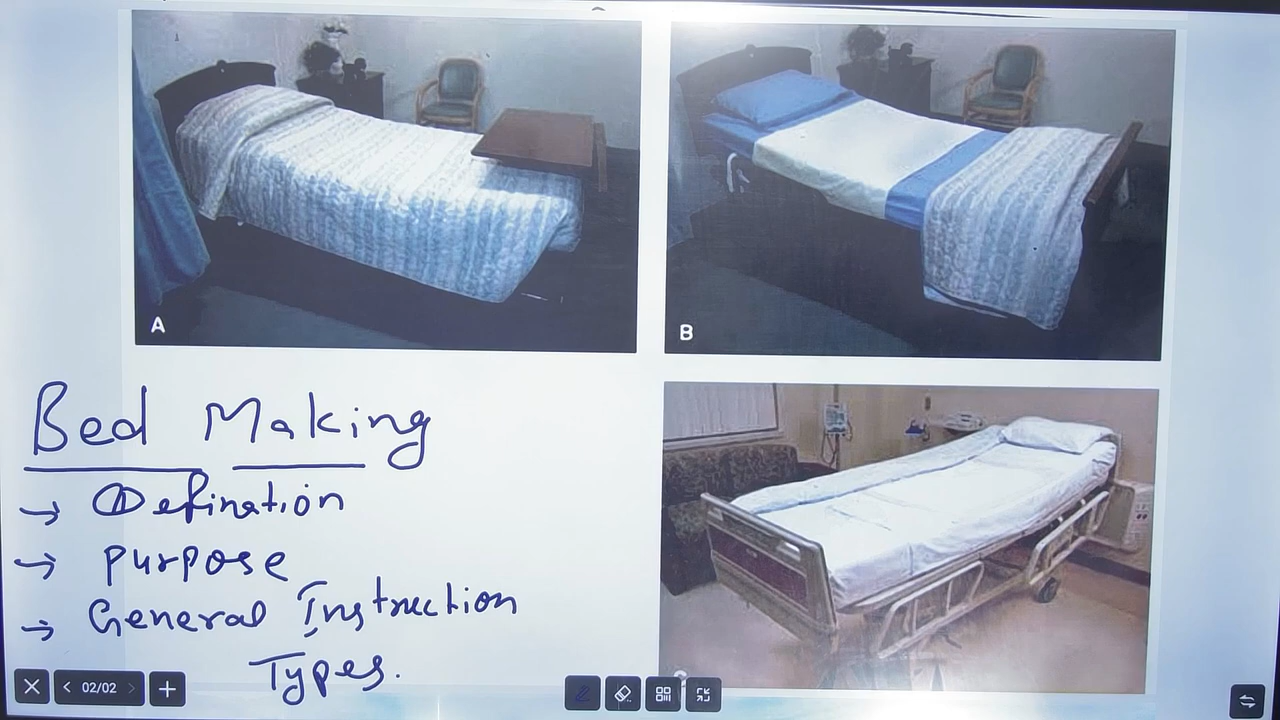 A
B
Bed Making
→ Defination
→ Purpose
→ General Instruction
Types.
02/02